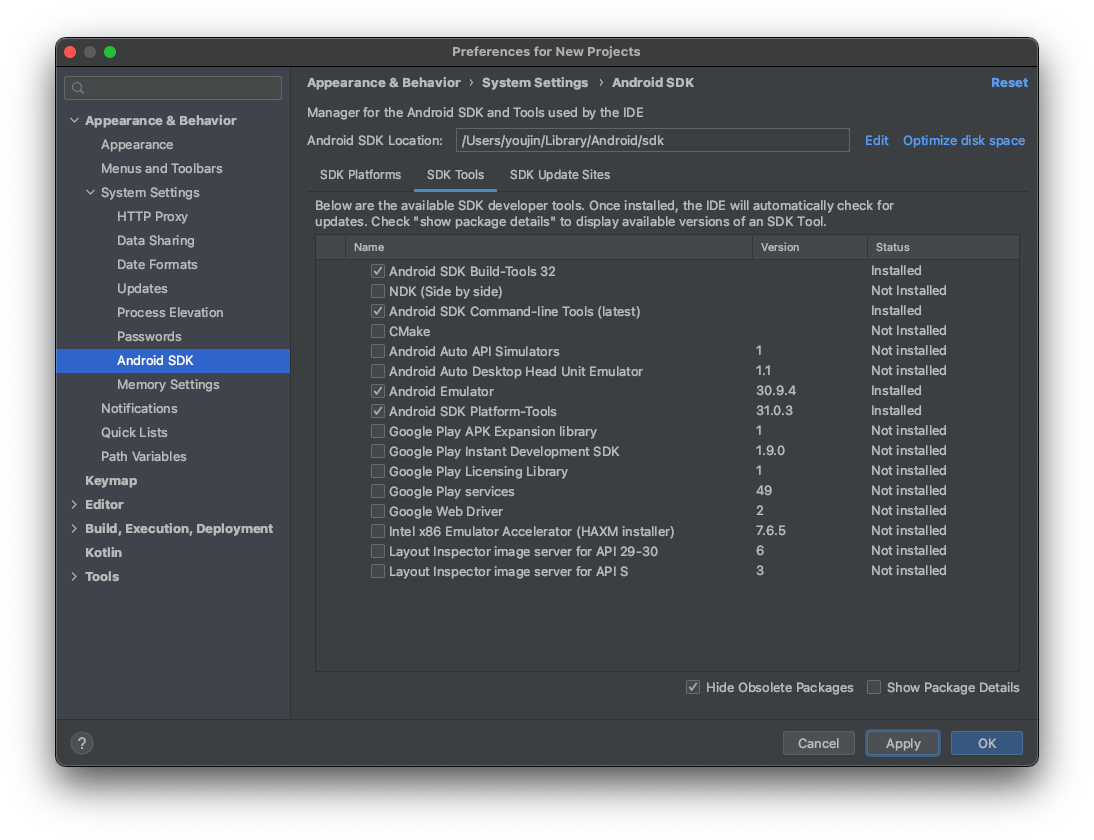 Preferences for New Projects
Appearance & Behavior
Appearance
Menus and Toolbars
System Settings
HTTP Proxy
Data Sharing
Date Formats
Updates
Process Elevation
Passwords
Android SDK
Memory Settings
Notifications
Quick Lists
Path Variables
Keymap
Editor
Build, Execution, Deployment
Kotlin
Tools
Appearance & Behavior › System Settings › Android SDK Reset
Manager for the Android SDK and Tools used by the IDE
Android SDK Location: /Users/youjin/Library/Android/sdk Edit Optimize disk space
SDK Platforms SDK Tools SDK Update Sites
Below are the available SDK developer tools. Once installed, the IDE will automatically check for
updates. Check "show package details" to display available versions of an SDK Tool.
Name Version Status
Android SDK Build-Tools 32 Installed
NDK (Side by side) Not Installed
Android SDK Command-line Tools (latest) Installed
CMake Not Installed
Android Auto API Simulators 1 Not installed
Android Auto Desktop Head Unit Emulator 1.1 Not installed
Android Emulator 30.9.4 Installed
Android SDK Platform-Tools 31.0.3 Installed
Google Play APK Expansion library 1 Not installed
Google Play Instant Development SDK 1.9.0 Not installed
Google Play Licensing Library 1 Not installed
Google Play services 49 Not installed
Google Web Driver 2 Not installed
Intel x86 Emulator Accelerator (HAXM installer) 7.6.5 Not installed
Layout Inspector image server for API 29-30 6 Not installed
Layout Inspector image server for API S 3 Not installed
Hide Obsolete Packages Show Package Details
? Cancel Apply OK